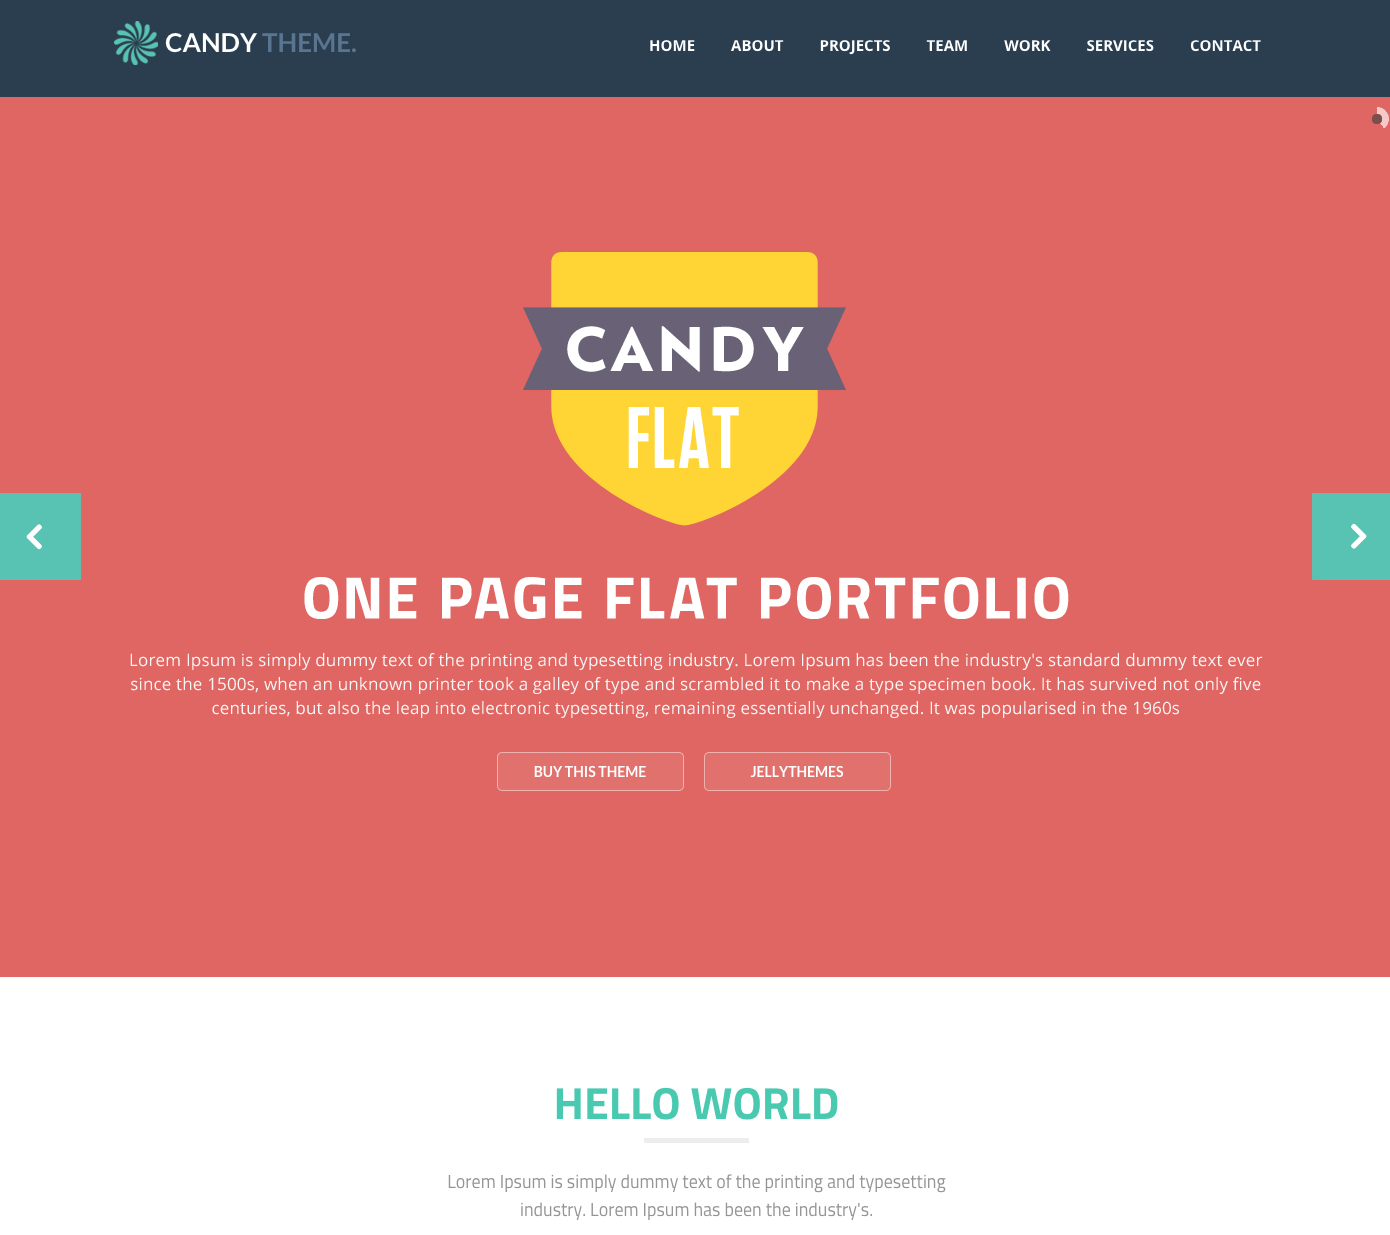 CANDY THEME.
HOME ABOUT PROJECTS TEAM WORK SERVICES CONTACT
CANDY
FLAT
ONE PAGE FLAT PORTFOLIO
Lorem Ipsum is simply dummy text of the printing and typesetting industry. Lorem Ipsum has been the industry's standard dummy text ever
since the 1500s, when an unknown printer took a galley of type and scrambled it to make a type specimen book. It has survived not only five
centuries, but also the leap into electronic typesetting, remaining essentially unchanged. It was popularised in the 1960s
BUY THIS THEME JELLYTHEMES
HELLO WORLD
Lorem Ipsum is simply dummy text of the printing and typesetting
industry. Lorem Ipsum has been the industry's.